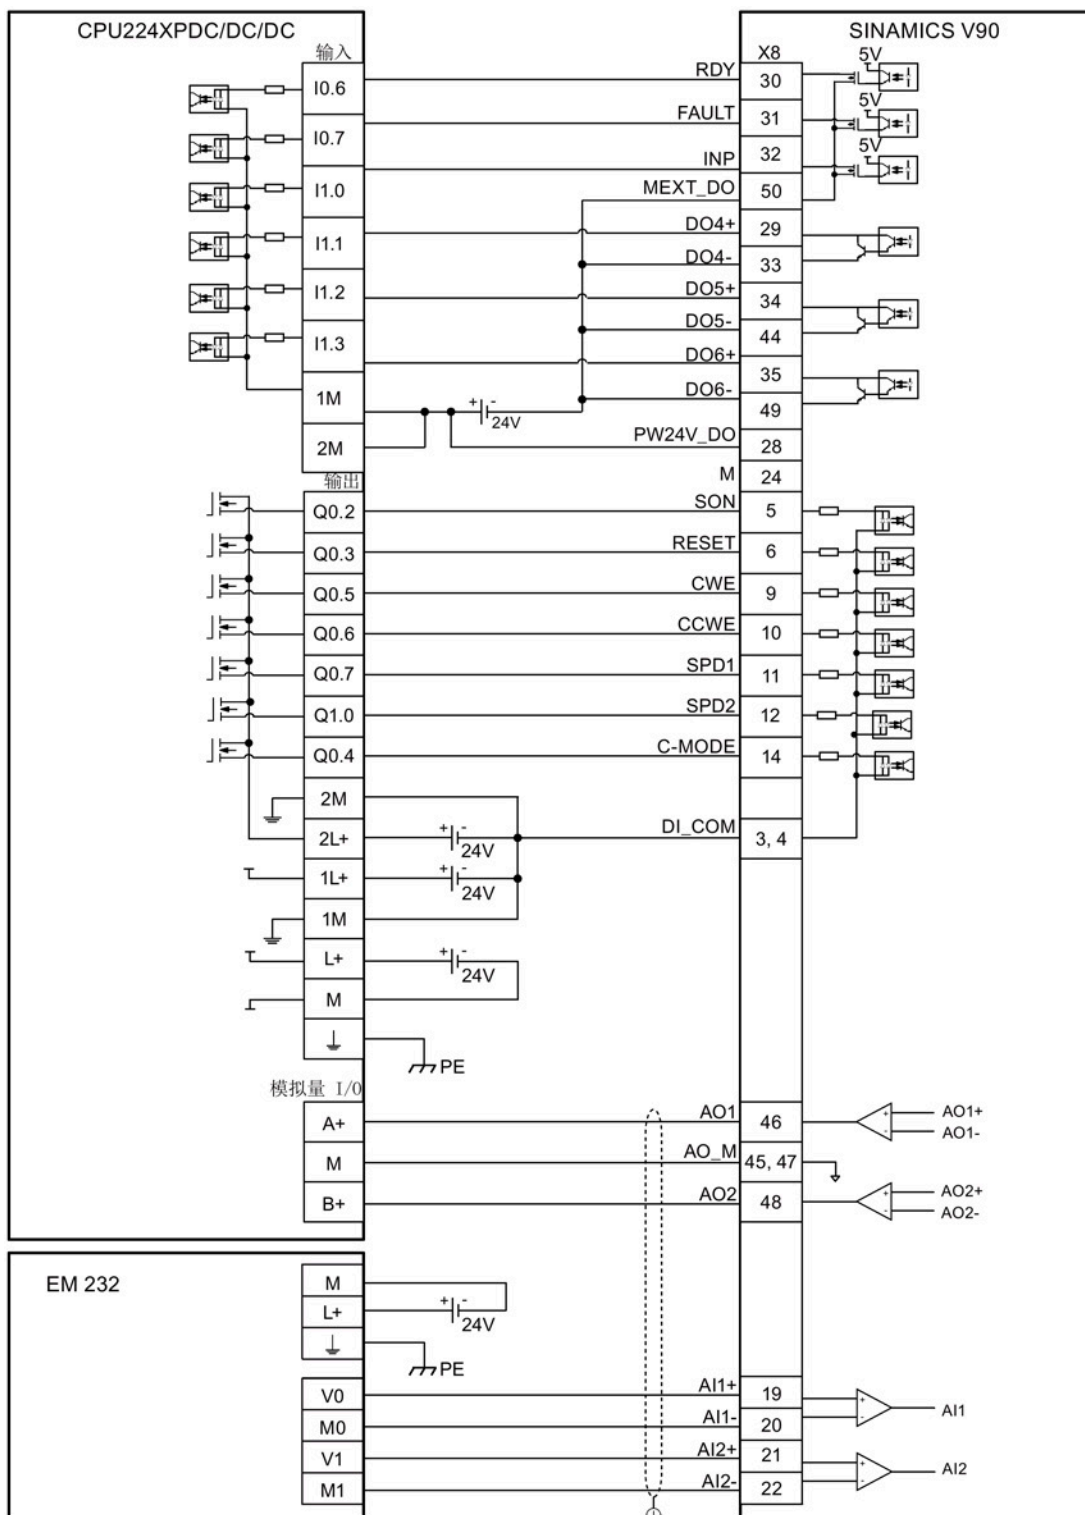 CPU224XPDC/DC/DC
SINAMICS V90
输入
X8
5V
I0.6
RDY
30
5V
I0.7
FAULT
31
5V
I1.0
INP
32
MEXT_DO
50
I1.1
DO4+
29
DO4-
33
I1.2
DO5+
34
DO5-
44
I1.3
DO6+
35
1M
DO6-
49
+ -
24V
2M
PW24V_DO
28
M
24
输出
Q0.2
SON
5
Q0.3
RESET
6
Q0.5
CWE
9
Q0.6
CCWE
10
Q0.7
SPD1
11
Q1.0
SPD2
12
Q0.4
C-MODE
14
2M
2L+
+ -
24V
DI_COM
3, 4
1L+
+ -
24V
1M
L+
+ -
24V
M
PE
模拟量 I/O
A+
AO1
46
+
-
AO1+
AO1-
M
AO_M
45, 47
B+
AO2
48
+
-
AO2+
AO2-
EM 232
M
L+
+ -
24V
PE
V0
AI1+
19
+
-
AI1
M0
AI1-
20
V1
AI2+
21
+
-
AI2
M1
AI2-
22